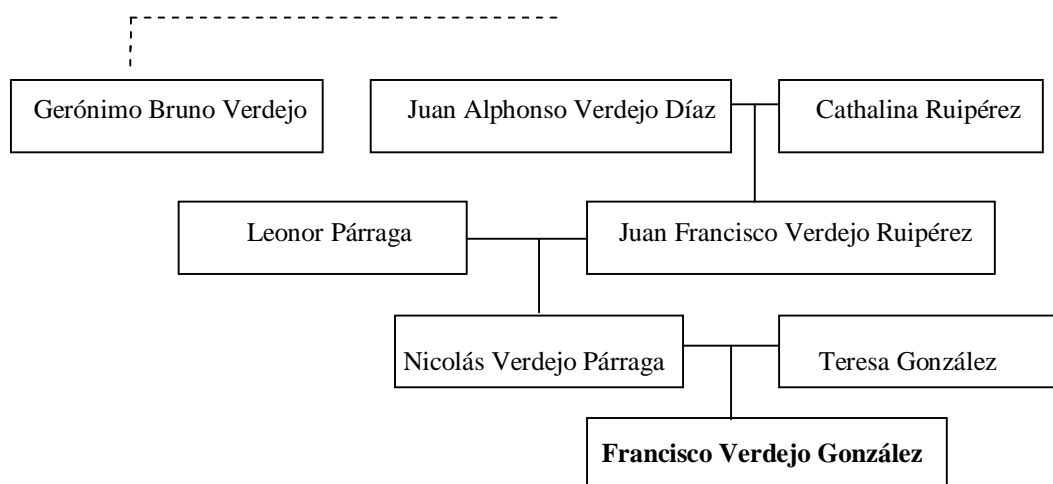 Gerónimo Bruno Verdejo
Juan Alphonso Verdejo Díaz
Cathalina Ruipérez
Leonor Párraga
Juan Francisco Verdejo Ruipérez
Nicolás Verdejo Párraga
Teresa González
Francisco Verdejo González